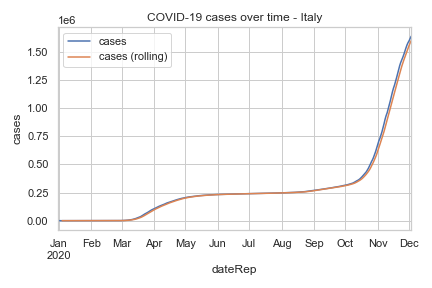 COVID-19 cases over time - Italy
1e6
cases
cases (rolling)
1.50
1.25
1.00
0.75
0.50
0.25
0.00
cases
Jan Feb Mar Apr May Jun Jul Aug Sep Oct Nov Dec
2020
dateRep